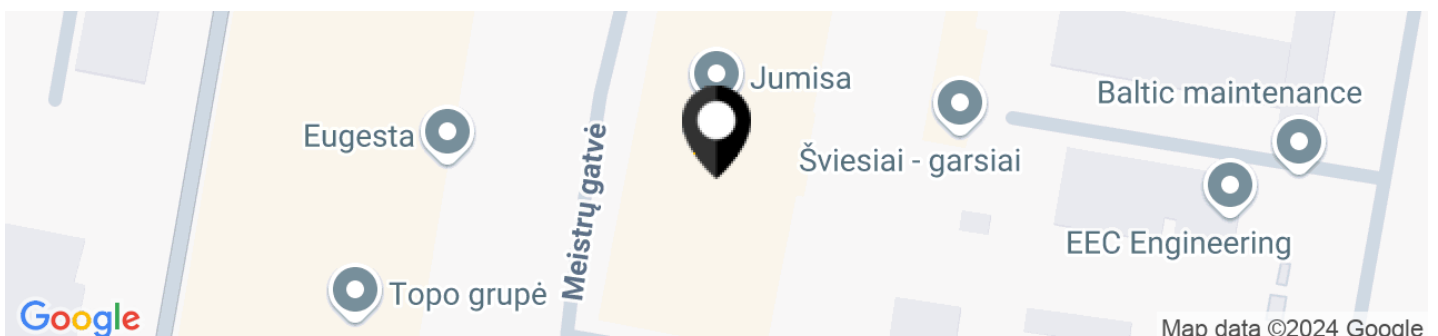 Jumisa
Baltic maintenance
Eugesta
Šviesiai - garsiai
Meistrų gatvė
EEC Engineering
Topo grupė
Google
Map data ©2024 Google